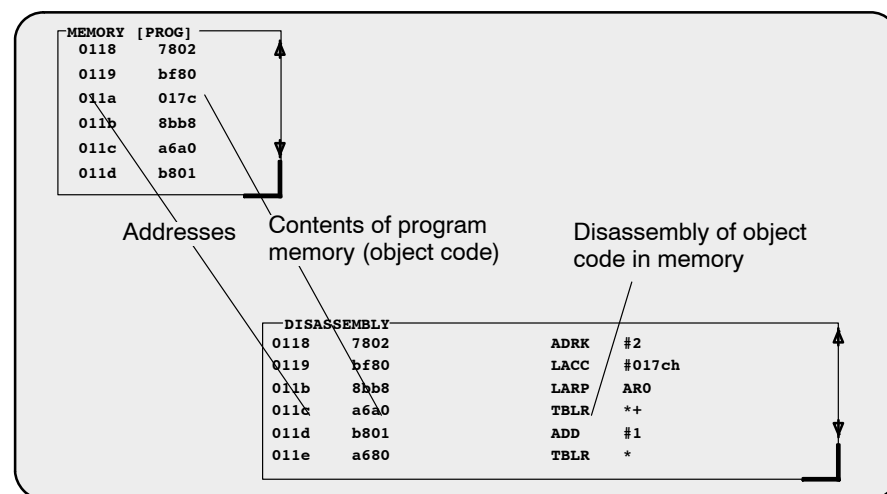 MEMORY [PROG]
0118 7802
0119 bf80
011a 017c
011b 8bb8
011c a6a0
011d b801
Addresses
Contents of program
memory (object code)
Disassembly of object
code in memory
DISASSEMBLY
0118 7802 ADRK #2
0119 bf80 LACC #017ch
011b 8bb8 LARP AR0
011c a6a0 TBLR *+
011d b801 ADD #1
011e a680 TBLR *